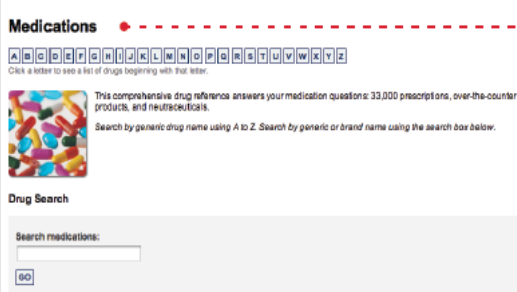 Medications
A B C D E F G H I J K L M N O P Q R S T U V W X Y Z
Click a letter to see a list of drugs beginning with that letter.
This comprehensive drug reference answers your medication questions: 33,000 prescriptions, over-the-counter
products, and neutraceuticals.
Search by generic drug name using A to Z. Search by generic or brand name using the search box below.
Drug Search
Search medications:
GO